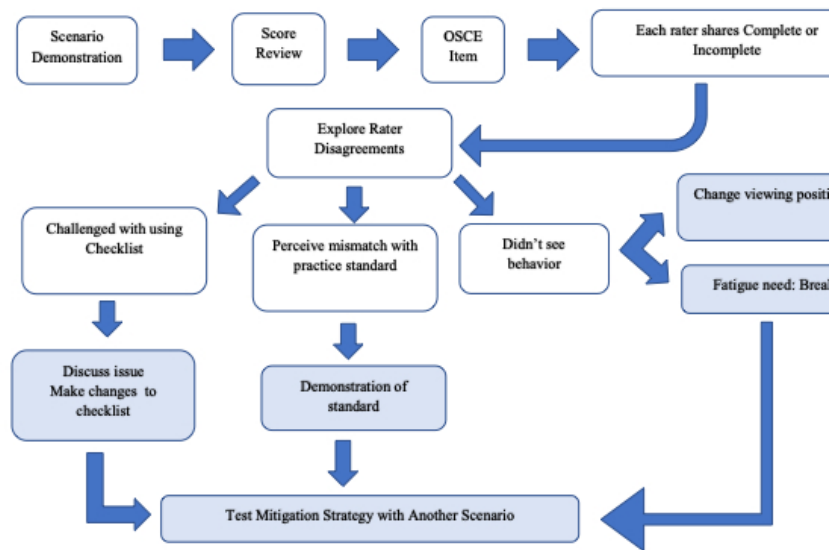 Scenario
Demonstration
Score
Review
OSCE
Item
Each rater shares Complete or
Incomplete
Explore Rater
Disagreements
Challenged with using
Checklist
Perceive mismatch with
practice standard
Didn't see
behavior
Change viewing
Fatigue need:
Discuss issue
Make changes to
checklist
Demonstration of
standard
Test Mitigation Strategy with Another Scenario